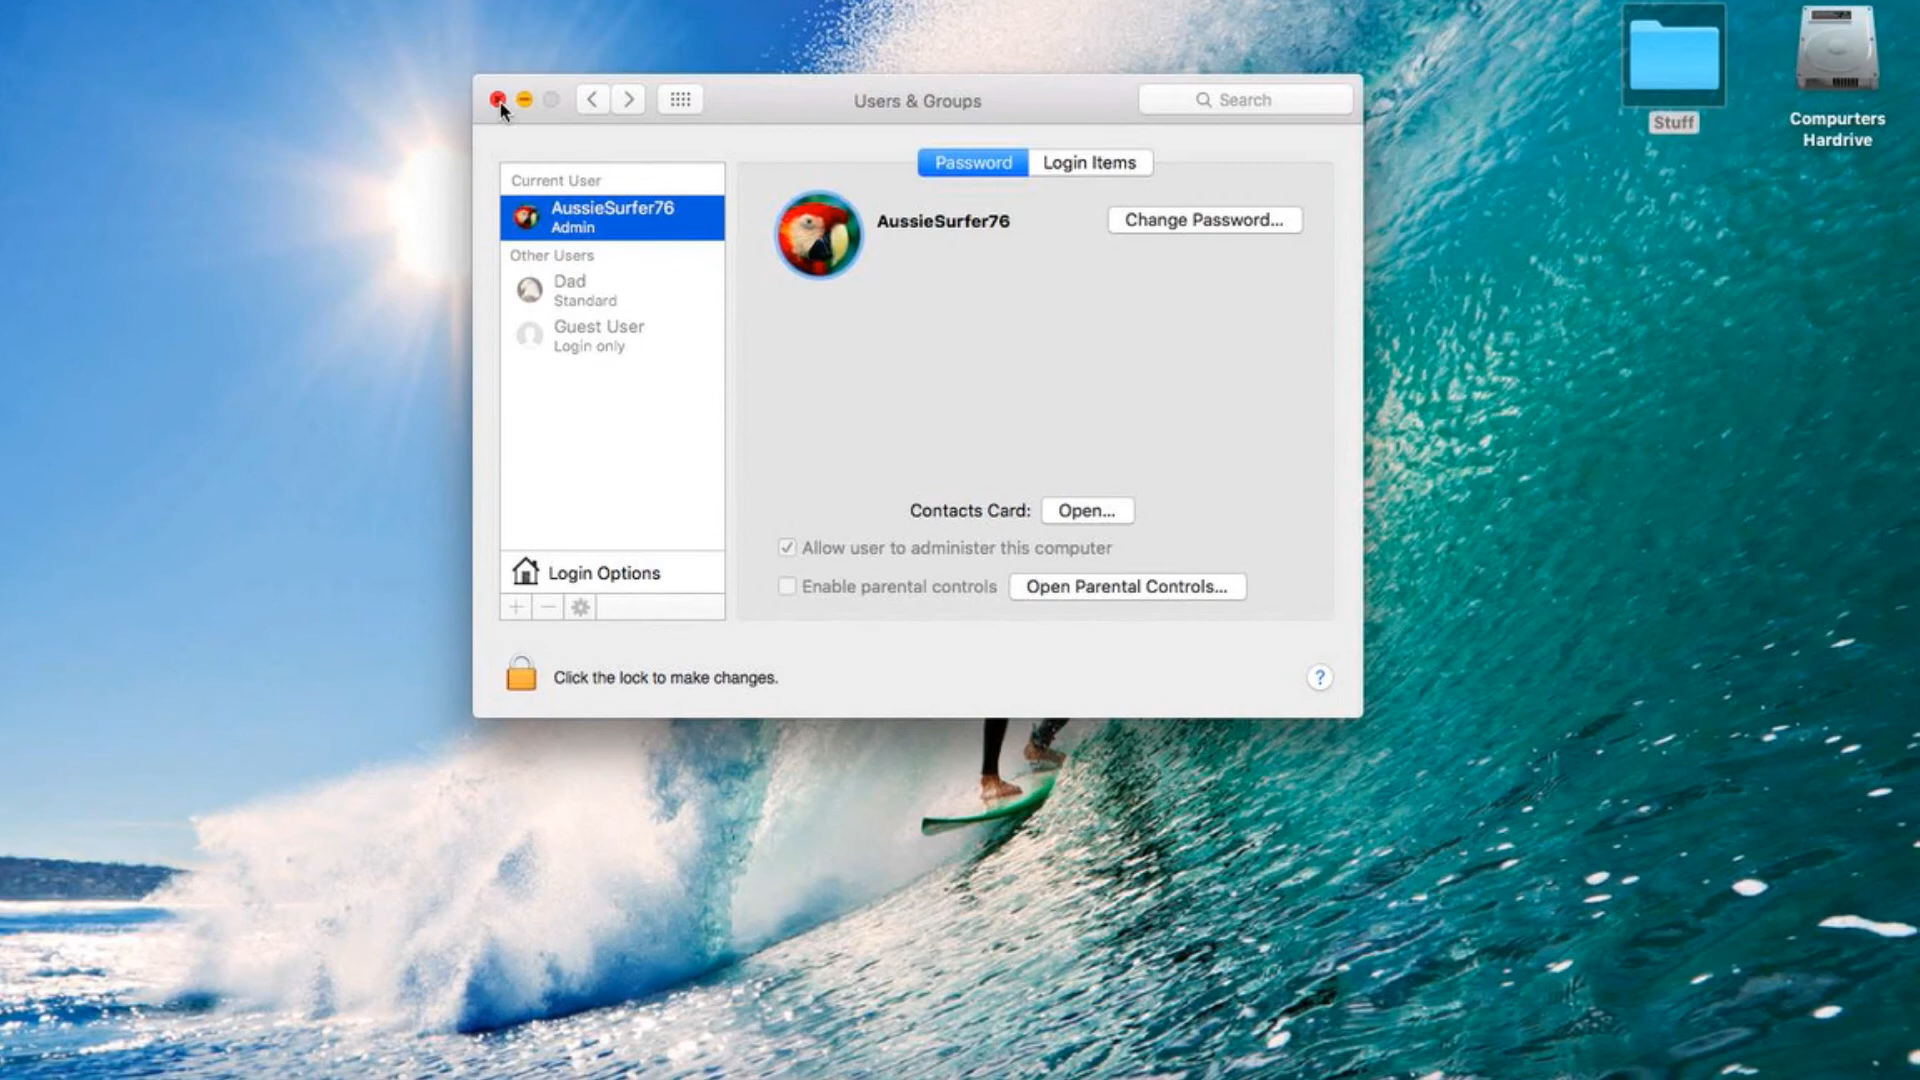 Users & Groups
Search
Stuff
Compurters
Hardrive
Password
Login Items
Current User
AussieSurfer76
Admin
Other Users
Dad
Standard
Guest User
Login only
AussieSurfer76
Change Password...
Contacts Card:
Open...
Allow user to administer this computer
Enable parental controls
Open Parental Controls...
Login Options
Click the lock to make changes.
?